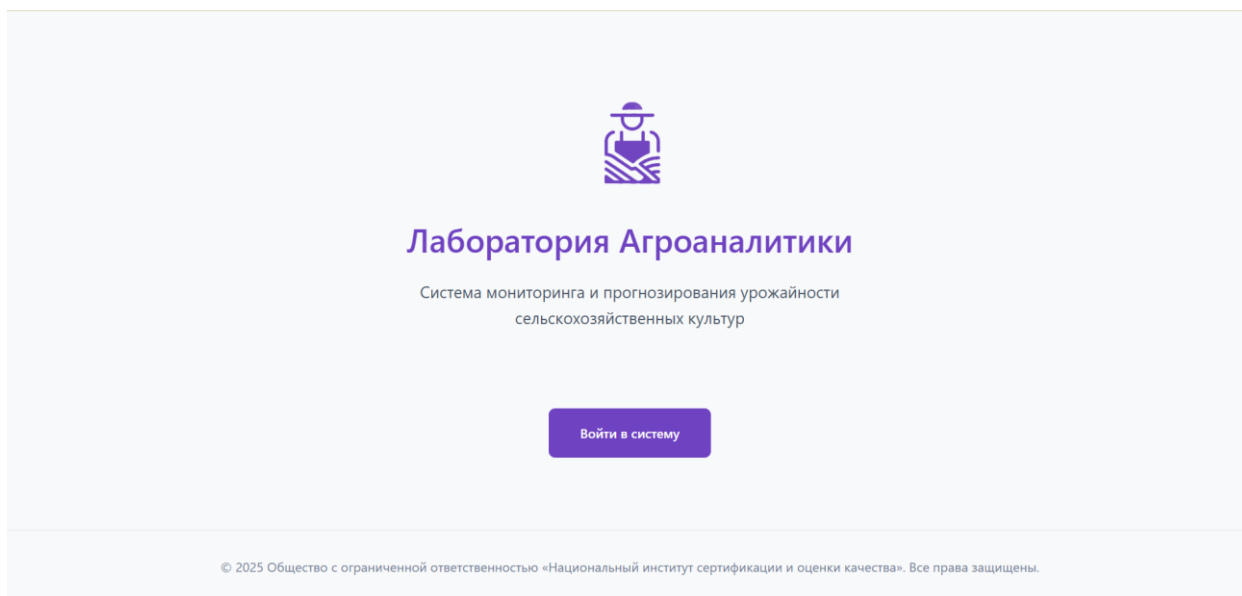 Лаборатория Агроаналитики
Система мониторинга и прогнозирования урожайности
сельскохозяйственных культур
Войти в систему
© 2025 Общество с ограниченной ответственностью «Национальный институт сертификации и оценки качества». Все права защищены.